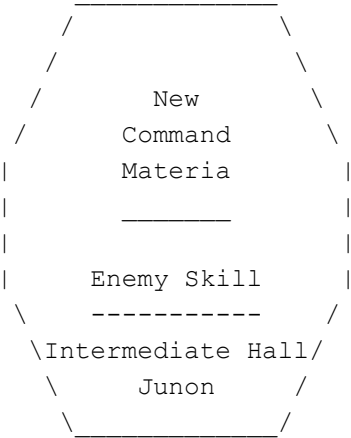 New
Command
Materia
Enemy Skill
Intermediate Hall
Junon